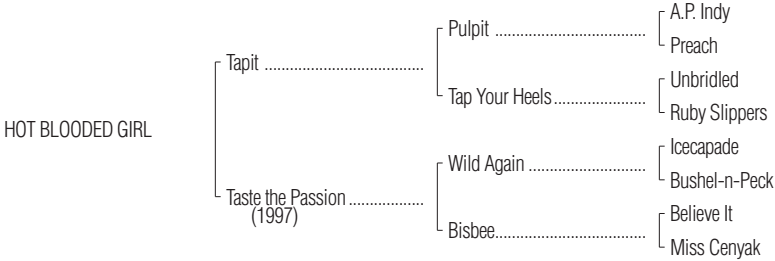 A.P. Indy
Pulpit ....................................
Preach
Tapit ......................................
Unbridled
Tap Your Heels......................
Ruby Slippers
HOT BLOODED GIRL
Icecapade
Wild Again ............................
Bushel-n-Peck
Taste the Passion ..................
(1997)
Believe It
Bisbee....................................
Miss Cenyak